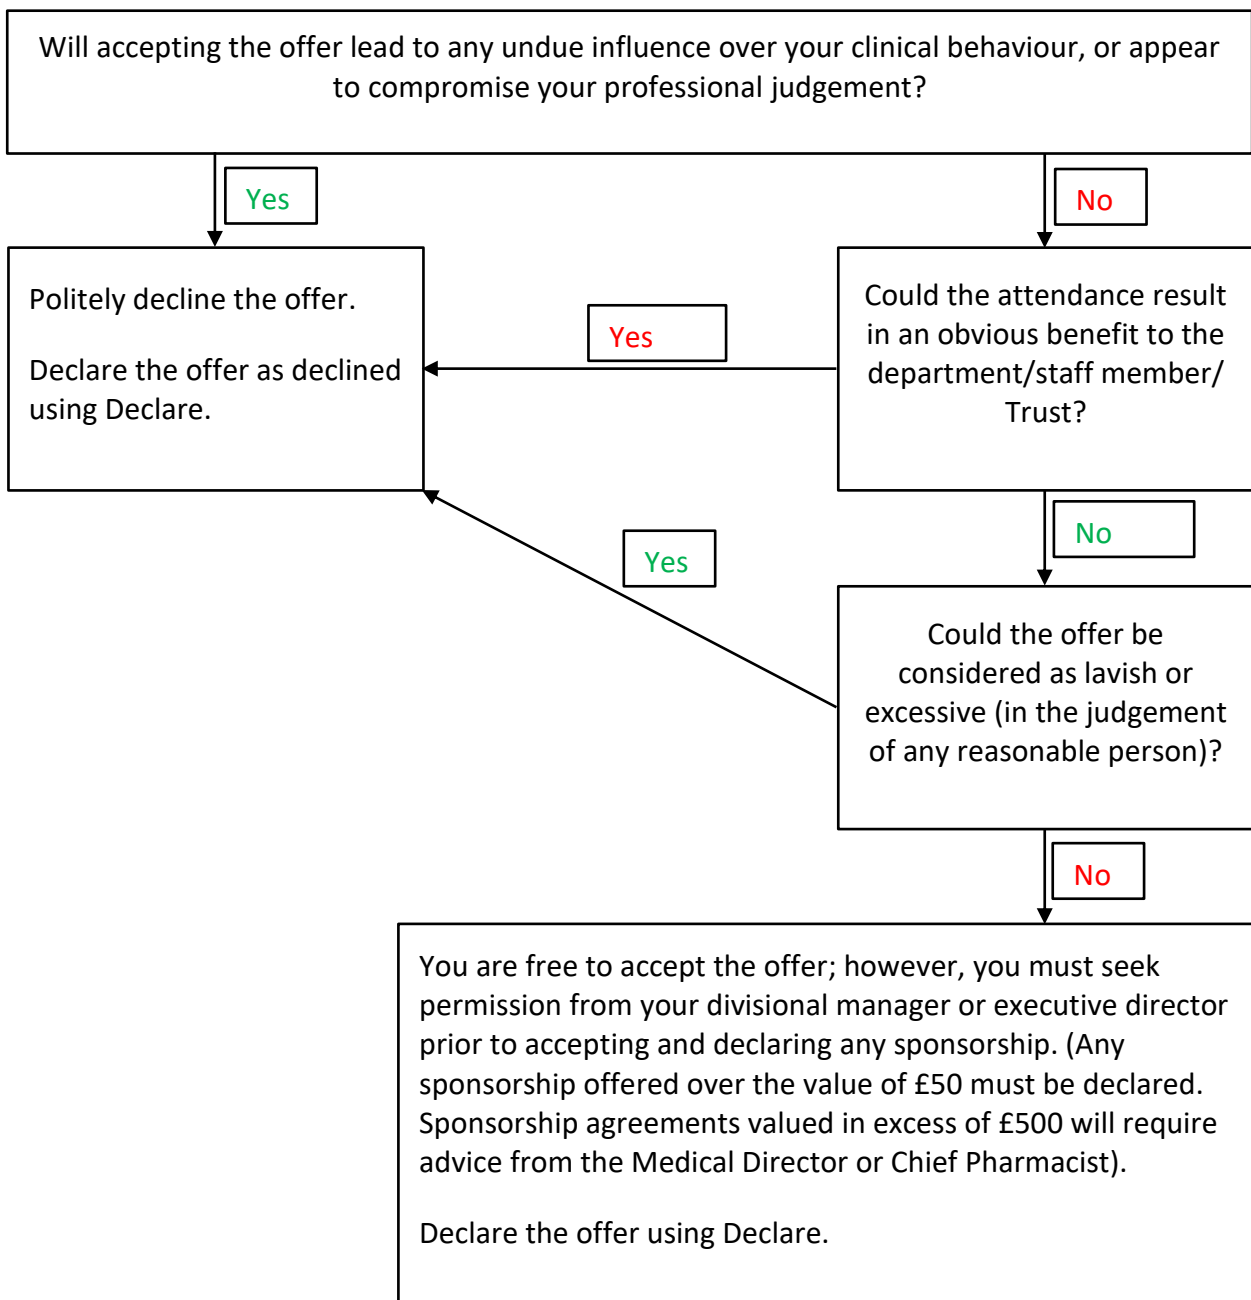 Will accepting the offer lead to any undue influence over your clinical behaviour, or appear
to compromise your professional judgement?
Yes
No
Politely decline the offer.
Declare the offer as declined
using Declare.
Yes
Could the attendance result
in an obvious benefit to the
department/staff member/
Trust?
No
Yes
Could the offer be
considered as lavish or
excessive (in the judgement
of any reasonable person)?
No
You are free to accept the offer; however, you must seek
permission from your divisional manager or executive director
prior to accepting and declaring any sponsorship. (Any
sponsorship offered over the value of £50 must be declared.
Sponsorship agreements valued in excess of £500 will require
advice from the Medical Director or Chief Pharmacist).
Declare the offer using Declare.